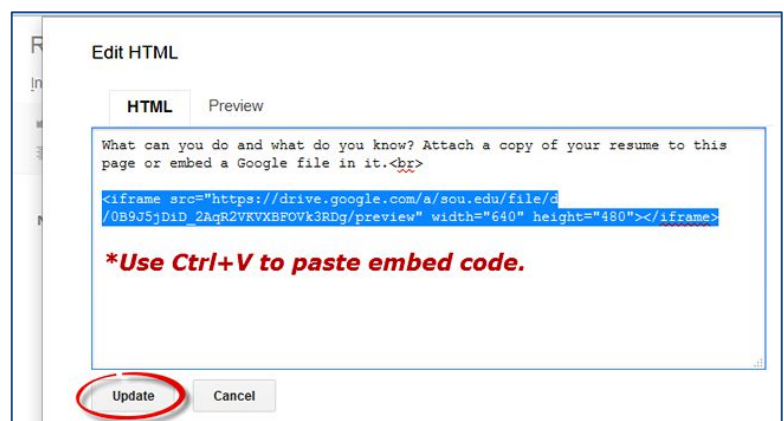 R
Edit HTML
In
HTML Preview
What can you do and what do you know? Attach a copy of your resume to this
page or embed a Google file in it.<br>
<iframe src="https://drive.google.com/a/sou.edu/file/d
/0B9J5jDiD_2AqR2VKVXBFOVk3RDg/preview" width="640" height="480"></iframe>
*Use Ctrl+V to paste embed code.
Update Cancel